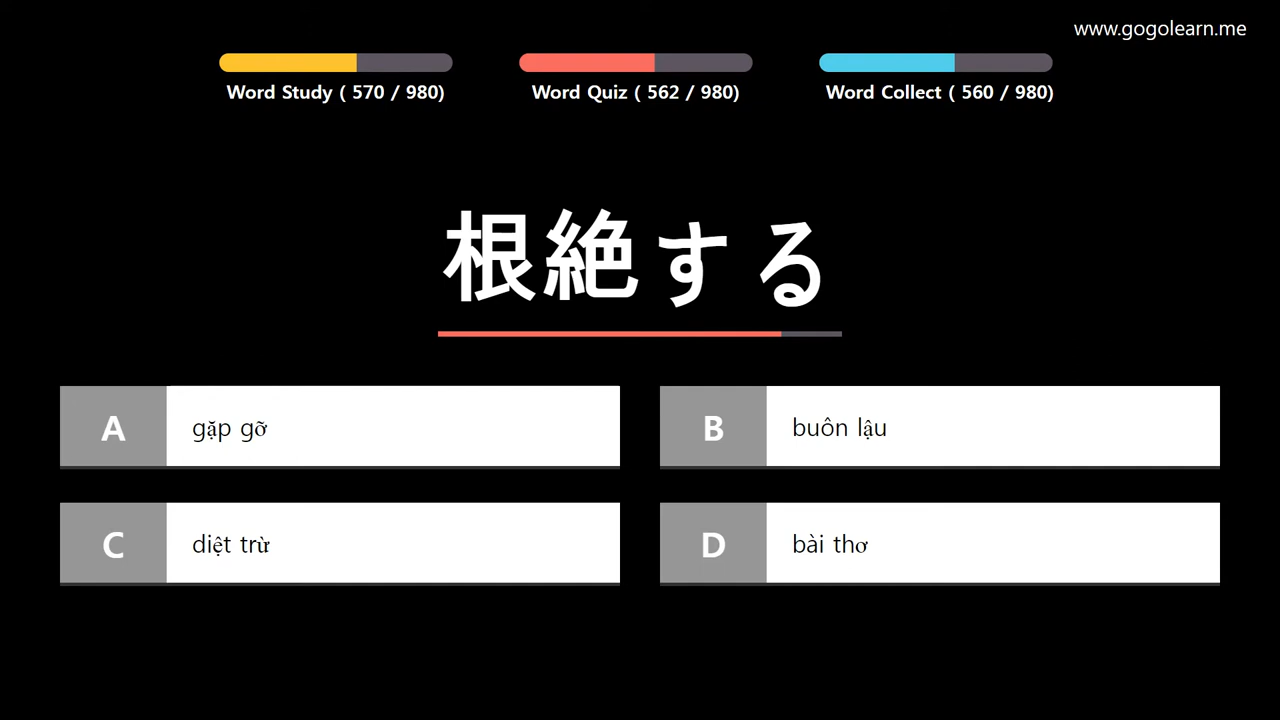 www.gogolearn.me
Word Study ( 570 / 980)
Word Quiz ( 562 / 980)
Word Collect ( 560 / 980)
根絶する
A gặp gỡ
B buôn lậu
C diệt trừ
D bài thơ